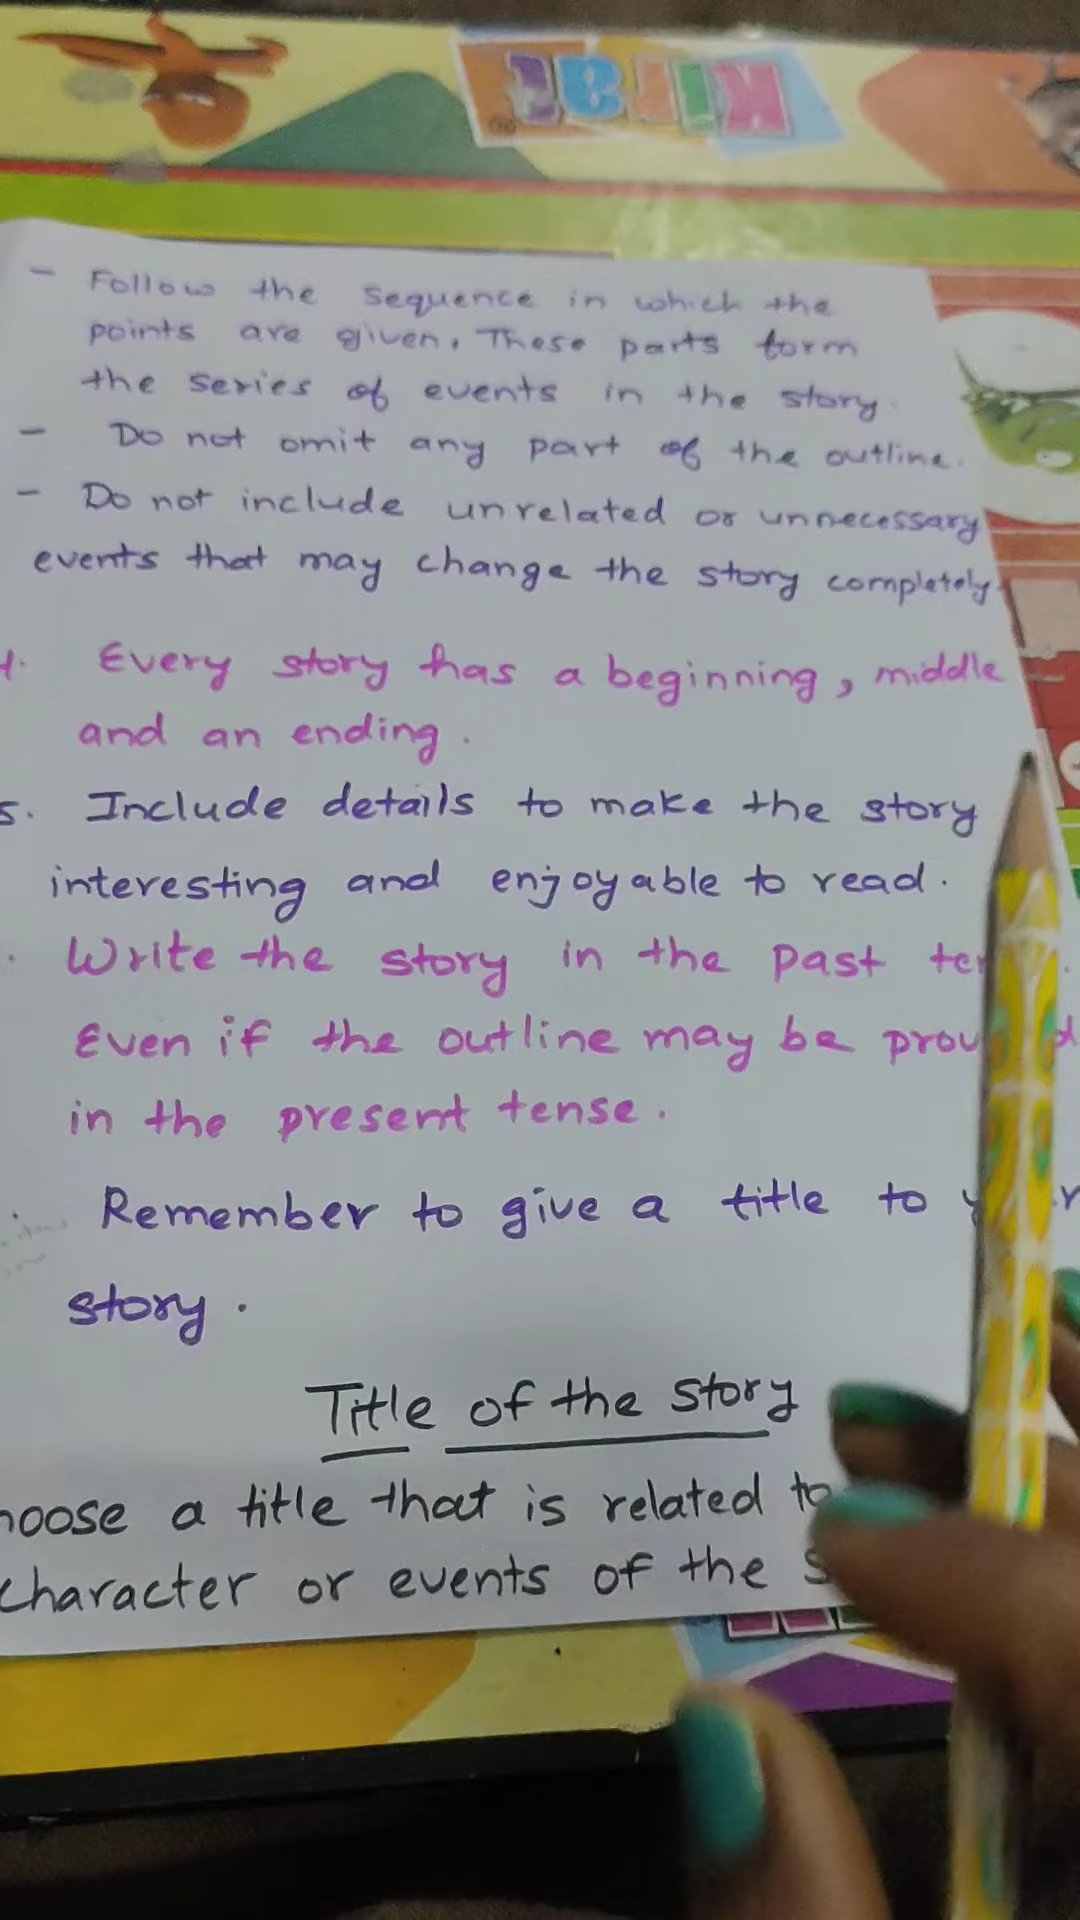 KIRAT
- Follow the sequence in which the
points are given. These parts form
the series of events in the story.
- Do not omit any part of the outline.
- Do not include unrelated or unnecessary
events that may change the story completely.
4. Every story has a beginning, middle
and an ending.
5. Include details to make the story
interesting and enjoyable to read.
. Write the story in the past
Even if the outline may be
in the present tense.
. Remember to give a title to
story.
Title of the story
a title that is related to
character or events of the